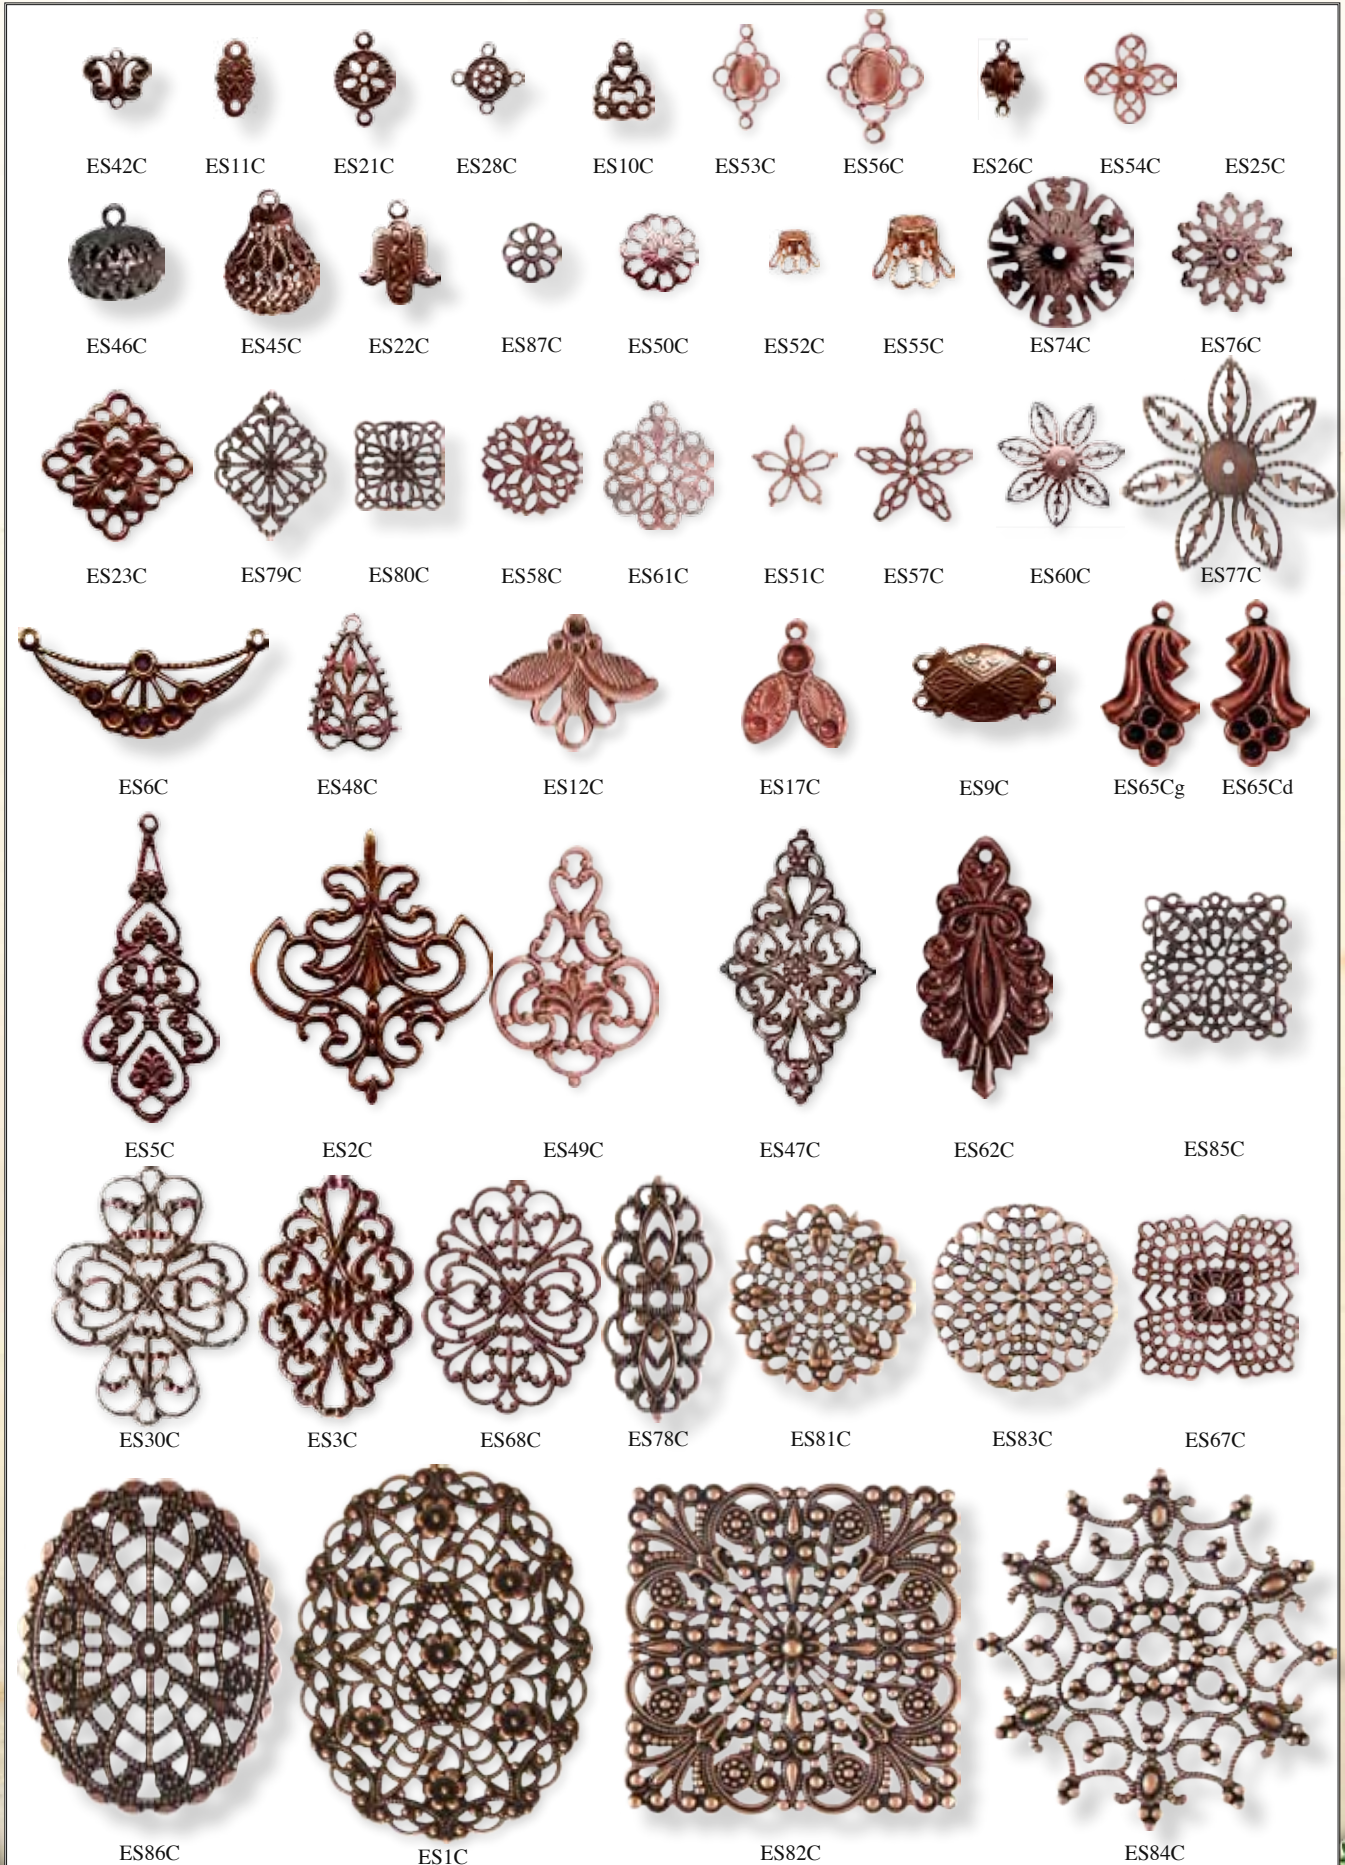 ES42C ES11C ES21C ES28C ES10C ES53C ES56C ES26C ES54C ES25C
ES46C ES45C ES22C ES87C ES50C ES52C ES55C ES74C ES76C
ES23C ES79C ES80C ES58C ES61C ES51C ES57C ES60C ES77C
ES6C ES48C ES12C ES17C ES9C ES65Cg ES65Cd
ES5C ES2C ES49C ES47C ES62C ES85C
ES30C ES3C ES68C ES78C ES81C ES83C ES67C
ES86C ES1C ES82C ES84C